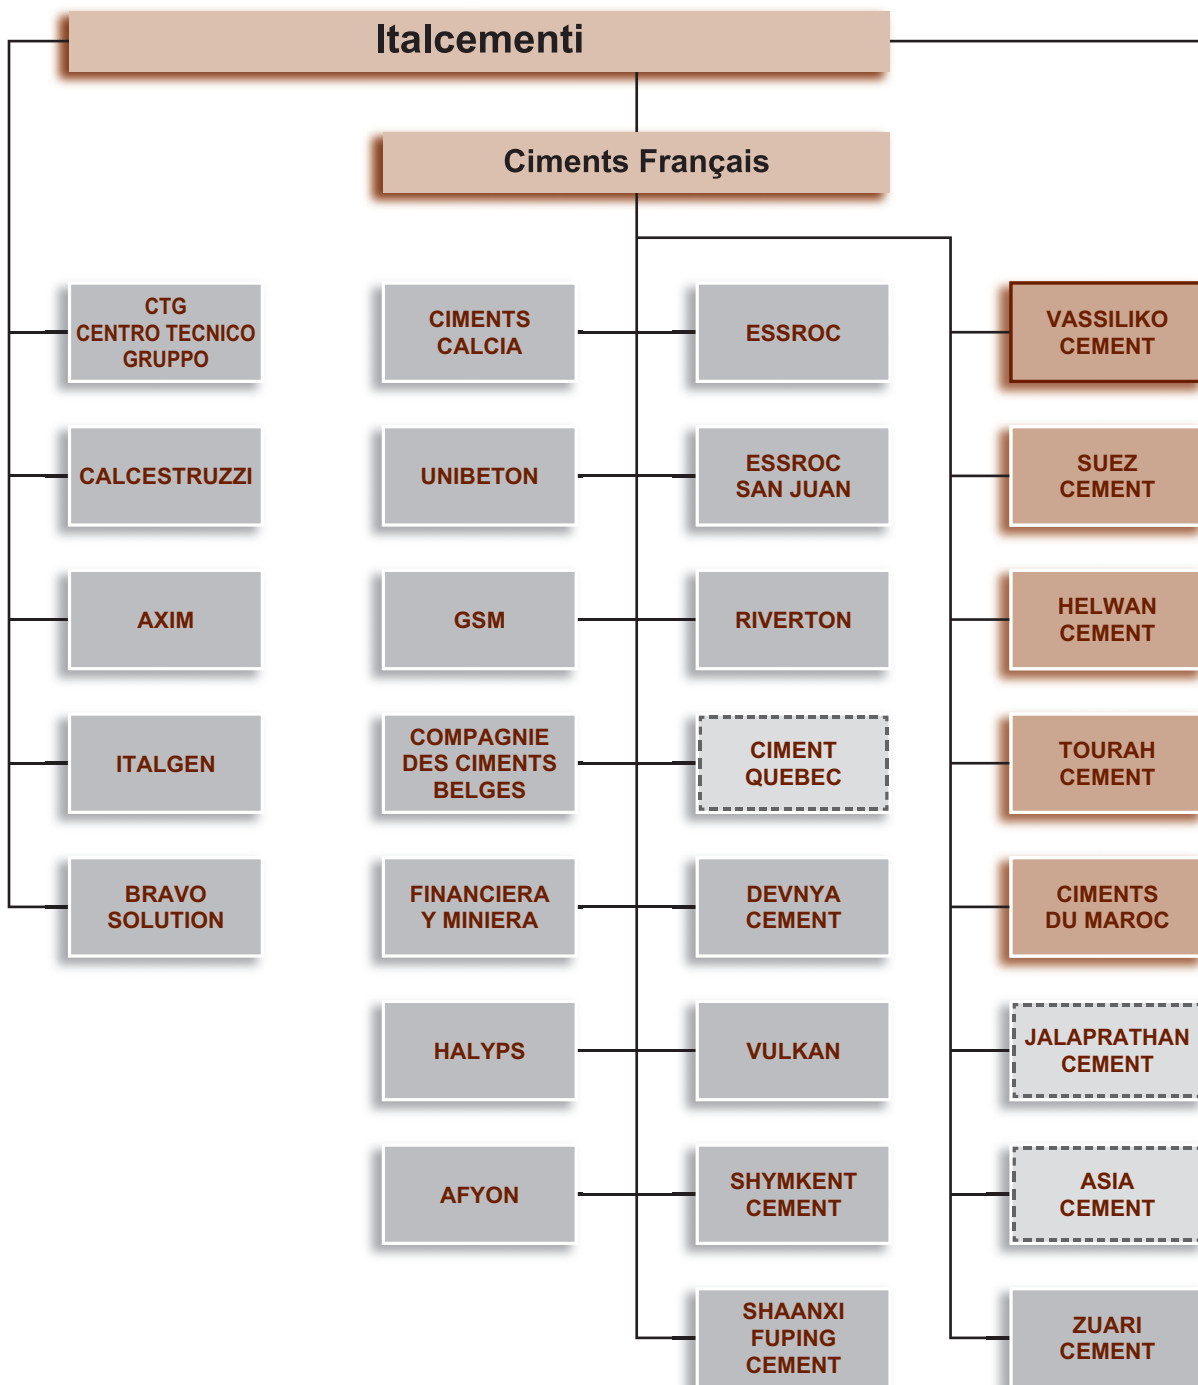 Italcementi
Ciments Français
CTG
CENTRO TECNICO
GRUPPO
CALCESTRUZZI
AXIM
ITALGEN
BRAVO
SOLUTION
CIMENTS
CALCIA
UNIBETON
GSM
COMPAGNIE
DES CIMENTS
BELGES
FINANCIERA
Y MINIERA
HALYPS
AFYON
ESSROC
ESSROC
SAN JUAN
RIVERTON
CIMENT
QUEBEC
DEVNYA
CEMENT
VULKAN
SHYMKENT
CEMENT
SHAANXI
FUPING
CEMENT
VASSILIKO
CEMENT
SUEZ
CEMENT
HELWAN
CEMENT
TOURAH
CEMENT
CIMENTS
DU MAROC
JALAPRATHAN
CEMENT
ASIA
CEMENT
ZUARI
CEMENT